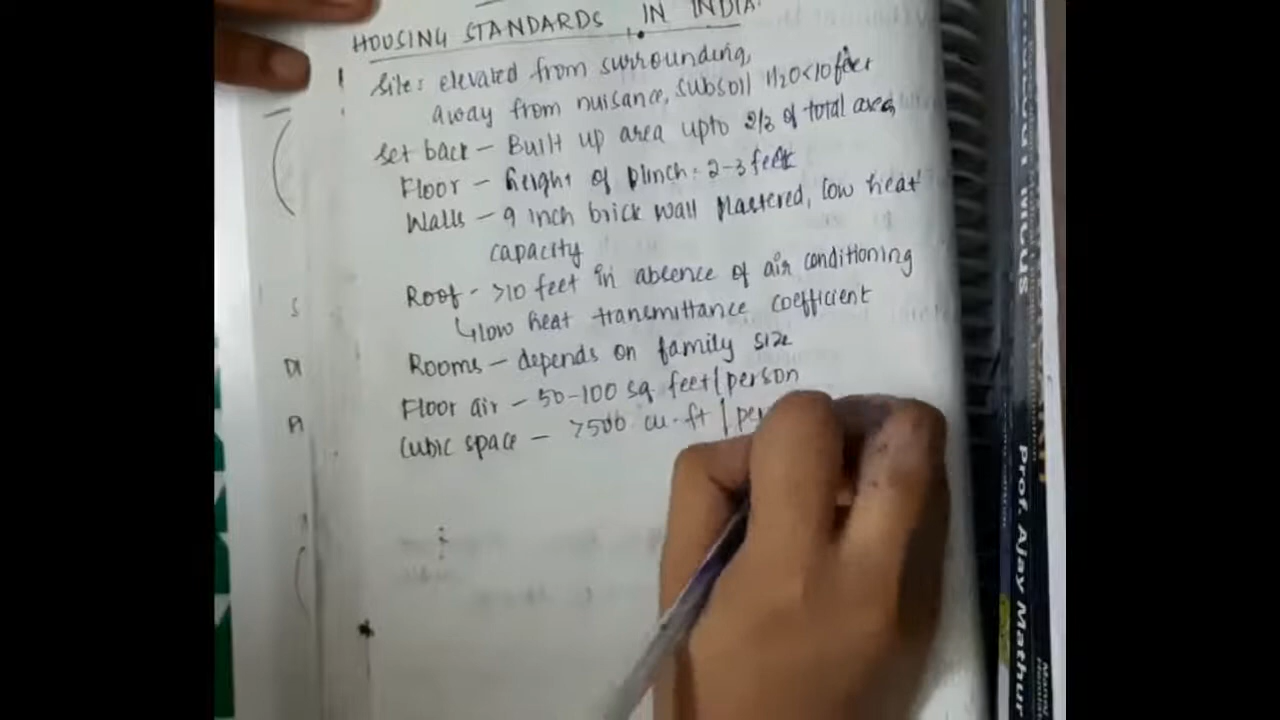 HOUSING STANDARDS IN INDIA
Site: elevated from surrounding,
away from nuisance, subsoil H2O<10 feet
Set back - Built up area upto 2/3 of total area
Floor - height of plinch: 2-3 feet
Walls - 9 inch brick wall plastered, low heat
capacity
Roof - >10 feet in absence of air conditioning
↳low heat transmittance coefficient
Rooms - depends on family size
Floor air - 50-100 sq feet/person
Cubic space - >500 cu.ft /pe
Prof. Ajay Mathur